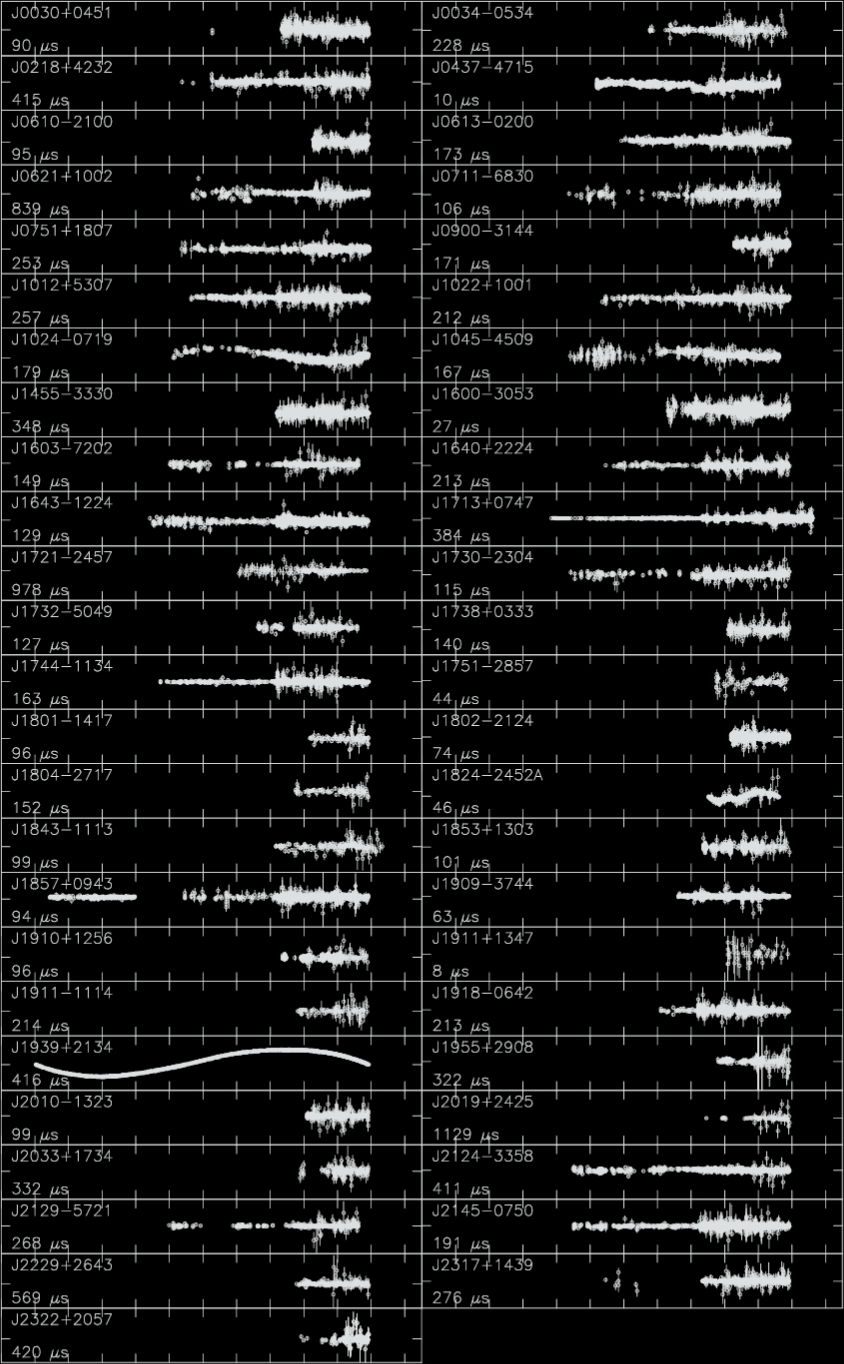 J0030+0451
90 μs
J0034−0534
228 μs
J0218+4232
415 μs
J0437−4715
10 μs
J0610−2100
95 μs
J0613−0200
173 μs
J0621+1002
839 μs
J0711−6830
106 μs
J0751+1807
253 μs
J0900−3144
171 μs
J1012+5307
257 μs
J1022+1001
212 μs
J1024−0719
179 μs
J1045−4509
167 μs
J1455−3330
348 μs
J1600−3053
27 μs
J1603−7202
149 μs
J1640+2224
213 μs
J1643−1224
129 μs
J1713+0747
384 μs
J1721−2457
978 μs
J1730−2304
115 μs
J1732−5049
127 μs
J1738+0333
140 μs
J1744−1134
163 μs
J1751−2857
44 μs
J1801−1417
96 μs
J1802−2124
74 μs
J1804−2717
152 μs
J1824−2452A
46 μs
J1843−1113
99 μs
J1853+1303
101 μs
J1857+0943
94 μs
J1909−3744
63 μs
J1910+1256
96 μs
J1911+1347
8 μs
J1911−1114
214 μs
J1918−0642
213 μs
J1939+2134
416 μs
J1955+2908
322 μs
J2010−1323
99 μs
J2019+2425
1129 μs
J2033+1734
332 μs
J2124−3358
411 μs
J2129−5721
268 μs
J2145−0750
191 μs
J2229+2643
569 μs
J2317+1439
276 μs
J2322+2057
420 μs